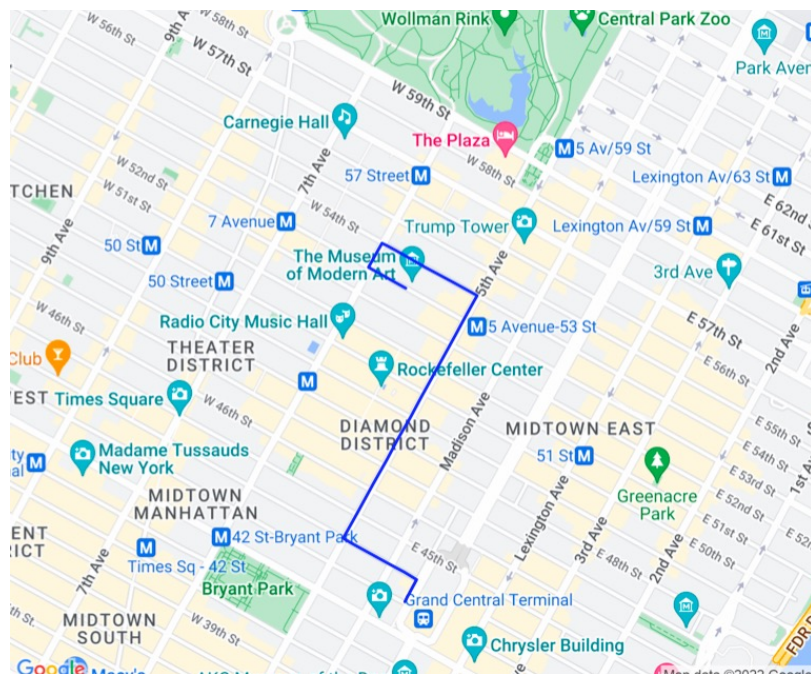 Wollman Rink
Central Park Zoo
W 56th St
9th Ave
W 57th St
Park Aven
W 59th St
Carnegie Hall
The Plaza
5 Av/59 St
W 58th St
7th Ave
57 Street
Lexington Av/63 St
W 52nd St
W 51st St
TCHEN
W 54th St
E 62nd St
7 Avenue
Trump Tower
Lexington Av/59 St
E 61st St
9th Ave
50 St
The Museum
of Modern Art
5th Ave
3rd Ave
50 Street
W 46th St
Radio City Music Hall
5 Avenue-53 St
E 57th St
2nd Ave
THEATER
DISTRICT
Club
Rockefeller Center
E 56th St
EST
Times Square
W 46th St
DIAMOND
DISTRICT
Madison Ave
MIDTOWN EAST
E 55th St
E 54th St
Madame Tussauds
New York
51 St
E 53rd St
1st Ave
Greenacre
Park
E 52nd St
MIDTOWN
MANHATTAN
Lexington Ave
3rd Ave
2nd Ave
E 51st St
E 50th St
42 St-Bryant Park
E 45th St
E 48th St
Times Sq - 42 St
Bryant Park
7th Ave
Grand Central Terminal
MIDTOWN
SOUTH
W 39th St
Chrysler Building
FDR
Google
Macy's